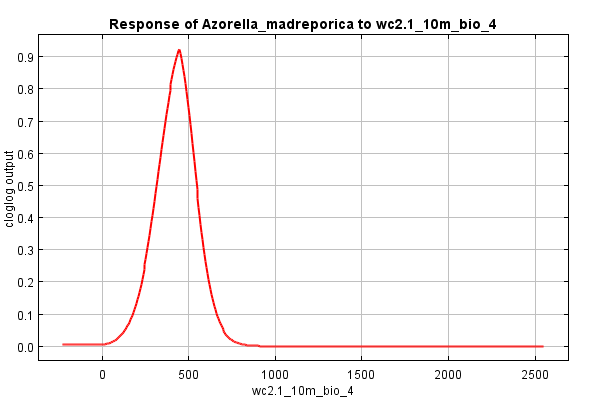 Response of Azorella_madreporica to wc2.1_10m_bio_4
cloglog output
0.9
0.8
0.7
0.6
0.5
0.4
0.3
0.2
0.1
0.0
0 500 1000 1500 2000 2500
wc2.1_10m_bio_4